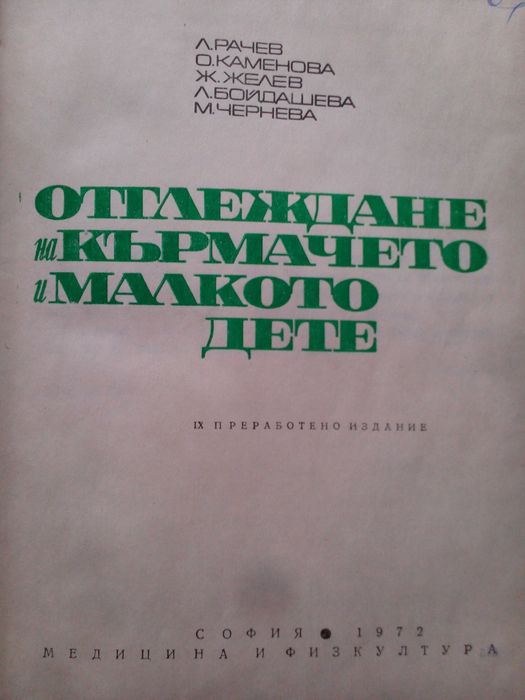 Л. РАЧЕВ
О. КАМЕНОВА
Ж. ЖЕЛЕВ
Л. БОЙДАШЕВА
М. ЧЕРНЕВА
ОТГЛЕЖДАНЕ
на КЪРМАЧЕТО
и МАЛКОТО
ДЕТЕ
IX ПРЕРАБОТЕНО ИЗДАНИЕ
СОФИЯ ● 1972
МЕДИЦИНА И ФИЗКУЛТУРА